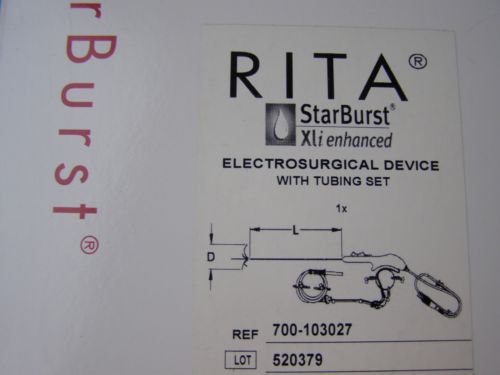 rBurst®
RITA®
StarBurst®
Xli enhanced
ELECTROSURGICAL DEVICE
WITH TUBING SET
1x
L
D
REF 700-103027
LOT 520379